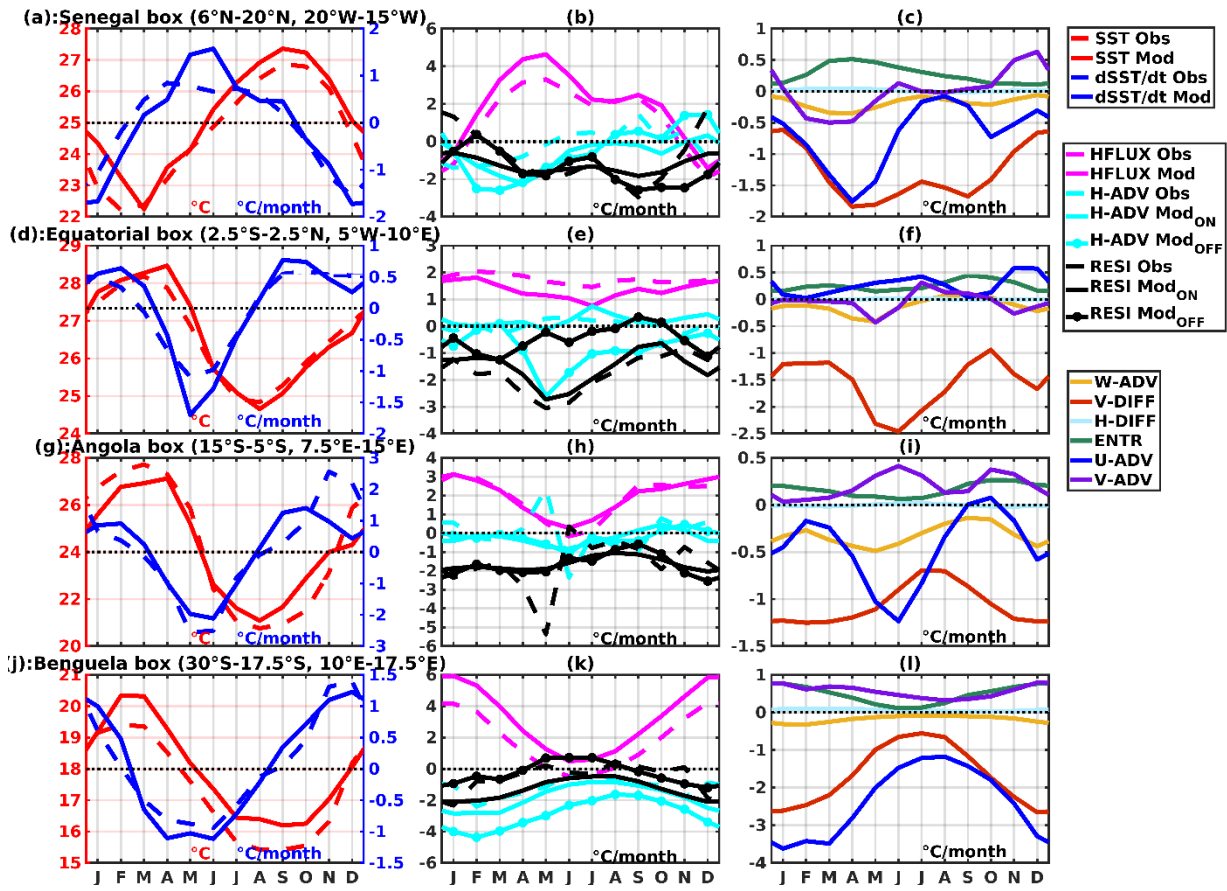 (a):Senegal box (6°N-20°N, 20°W-15°W)
(b)
(c)
28
27
26
25
24
23
22
2
1
0
-1
-2
°C
°C/month
6
4
2
0
-2
-4
°C/month
1
0.5
0
-0.5
-1
-1.5
-2
°C/month
SST Obs
SST Mod
dSST/dt Obs
dSST/dt Mod
HFLUX Obs
HFLUX Mod
H-ADV Obs
H-ADV ModON
H-ADV ModOFF
RESI Obs
RESI ModON
RESI ModOFF
W-ADV
V-DIFF
H-DIFF
ENTR
U-ADV
V-ADV
(d):Equatorial box (2.5°S-2.5°N, 5°W-10°E)
(e)
(f)
29
28
27
26
25
24
1
0.5
0
-0.5
-1
-1.5
-2
°C
°C/month
3
2
1
0
-1
-2
-3
-4
°C/month
1
0.5
0
-0.5
-1
-1.5
-2
2.5
°C/month
(g):Angola box (15°S-5°S, 7.5°E-15°E)
(h)
(i)
28
26
24
22
20
3
2
1
0
-1
-2
-3
°C
°C/month
4
3
2
1
0
-1
-2
-3
-4
-5
-6
°C/month
1
0.5
0
-0.5
-1
-1.5
°C/month
(j):Benguela box (30°S-17.5°S, 10°E-17.5°E)
(k)
(l)
21
20
19
18
17
16
15
1.5
1
0.5
0
-0.5
-1
-1.5
°C
°C/month
6
4
2
0
-2
-4
-6
°C/month
2
1
0
-1
-2
-3
-4
°C/month
J F M A M J J A S O N D
J F M A M J J A S O N D
J F M A M J J A S O N D